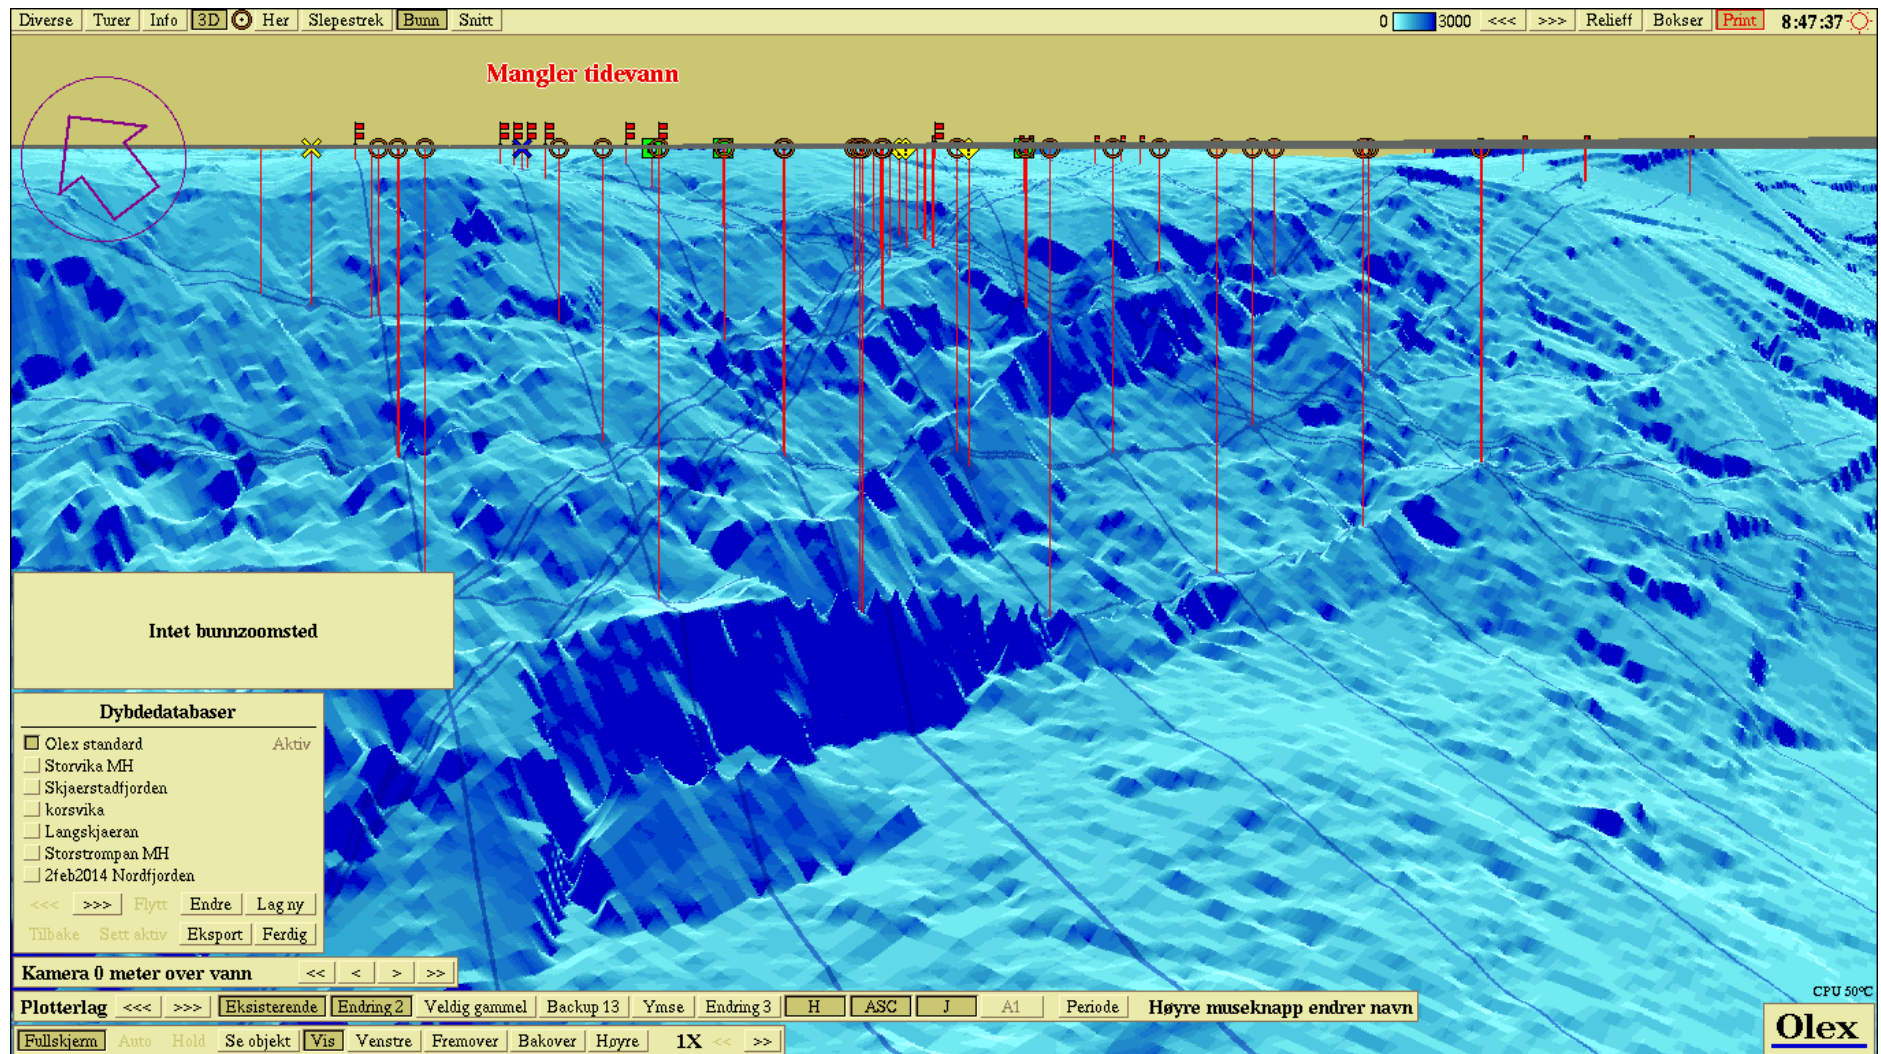 Diverse Turer Info 3D Her Slepestrek Bunn Snitt 0 3000 <<< >>> Relieff Bokser Print 8:47:37
Mangler tidevann
Intet bunnzoomsted
Dybdedatabaser
Olex standard Aktiv
Storvika MH
Skjaerstadfjorden
korsvika
Langskjaeran
Storstrompan MH
2feb2014 Nordfjorden
<<< >>> Flytt Endre Lag ny
Tilbake Sett aktiv Eksport Ferdig
Kamera 0 meter over vann << < > >>
CPU 50°C
Plotterlag <<< >>> Eksisterende Endring 2 Veldig gammel Backup 13 Ymse Endring 3 H ASC J A1 Periode Høyre museknapp endrer navn
Fullskjerm Auto Hold Se objekt Vis Venstre Fremover Bakover Høyre 1X << >>
Olex